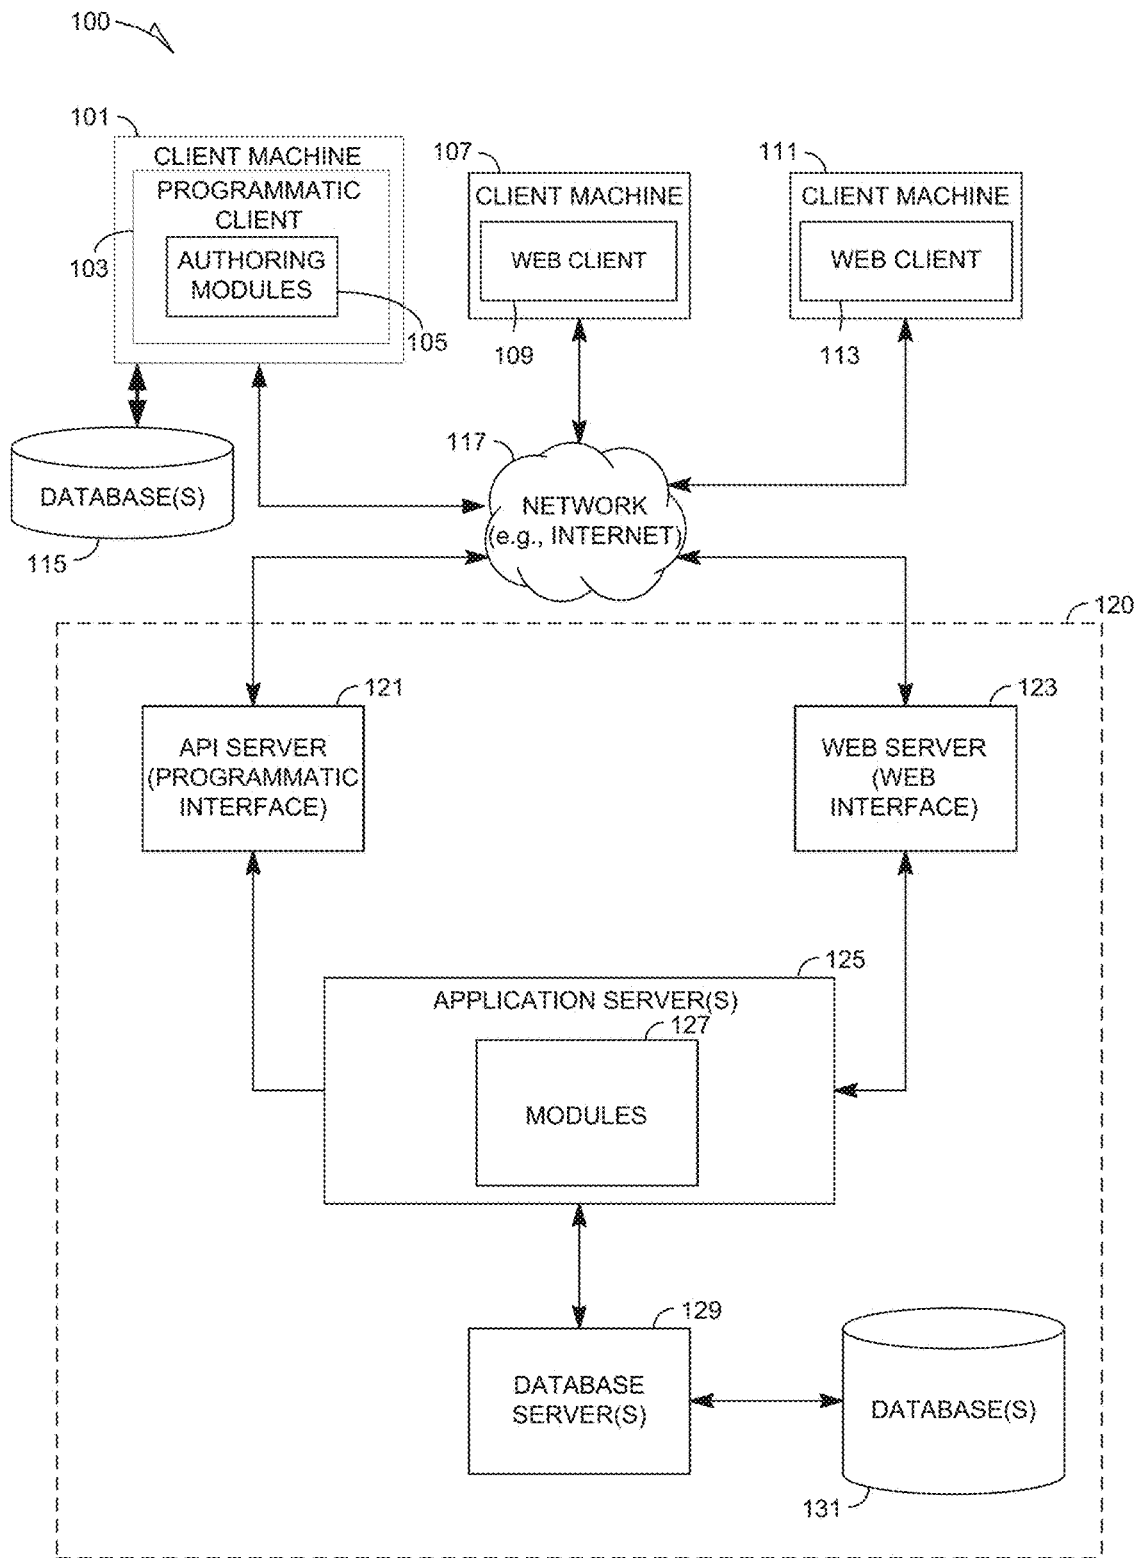 100
101
CLIENT MACHINE
PROGRAMMATIC
CLIENT
103
AUTHORING
MODULES
105
107
CLIENT MACHINE
WEB CLIENT
109
111
CLIENT MACHINE
WEB CLIENT
113
DATABASE(S)
115
117
NETWORK
(e.g., INTERNET)
120
121
API SERVER
(PROGRAMMATIC
INTERFACE)
123
WEB SERVER
(WEB
INTERFACE)
125
APPLICATION SERVER(S)
127
MODULES
129
DATABASE
SERVER(S)
DATABASE(S)
131